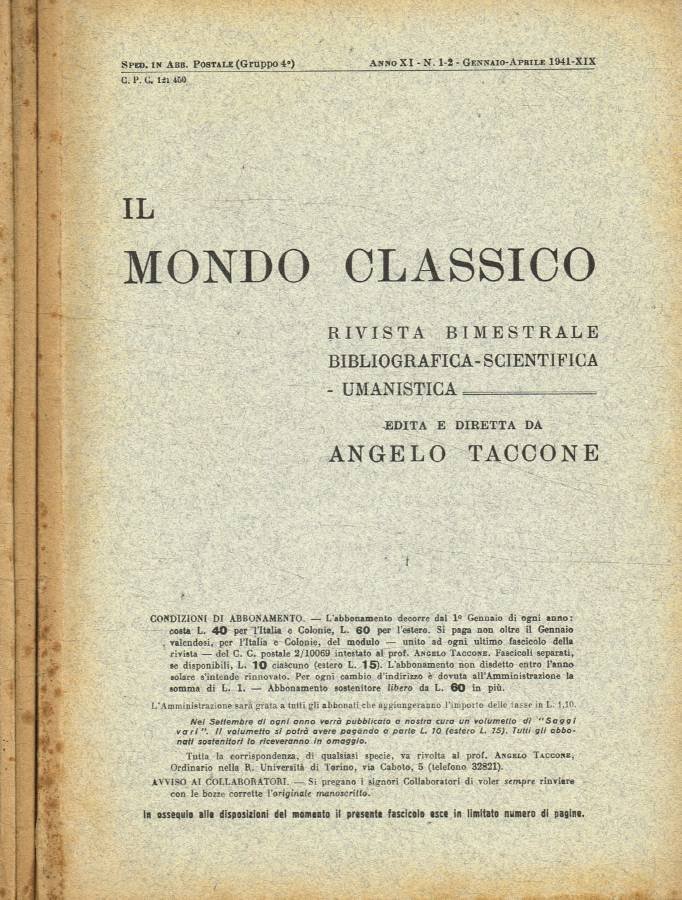 SPED. IN ABB. POSTALE (Gruppo 4°) ANNO XI - N. 1-2 - GENNAIO-APRILE 1941-XIX
C. P. C. 121 450
IL
MONDO CLASSICO
RIVISTA BIMESTRALE
BIBLIOGRAFICA-SCIENTIFICA
- UMANISTICA
EDITA E DIRETTA DA
ANGELO TACCONE
CONDIZIONI DI ABBONAMENTO. — L'abbonamento decorre dal 1° Gennaio di ogni anno:
costa L. 40 per l'Italia e Colonie, L. 60 per l'estero. Si paga non oltre il Gennaio
valendosi, per l'Italia e Colonie, del modulo — unito ad ogni ultimo fascicolo della
rivista — del C. C. postale 2/10069 intestato al prof. ANGELO TACCONE. Fascicoli separati,
se disponibili, L. 10 ciascuno (estero L. 15). L'abbonamento non disdetto entro l'anno
solare s'intende rinnovato. Per ogni cambio d'indirizzo è dovuta all'Amministrazione la
somma di L. 1. — Abbonamento sostenitore libero da L. 60 in più.
L'Amministrazione sarà grata a tutti gli abbonati che aggiungeranno l'importo delle tasse in L. 1,10.
Nel Settembre di ogni anno verrà pubblicato a nostra cura un volumetto di "Saggi
vari". Il volumetto si potrà avere pagando a parte L. 10 (estero L. 15). Tutti gli abbo-
nati sostenitori lo riceveranno in omaggio.
Tutta la corrispondenza, di qualsiasi specie, va rivolta al prof. ANGELO TACCONE,
Ordinario nella R. Università di Torino, via Caboto, 5 (telefono 32821).
AVVISO AI COLLABORATORI. — Si pregano i signori Collaboratori di voler sempre rinviare
con le bozze corrette l'originale manoscritto.
In ossequio alle disposizioni del momento il presente fascicolo esce in limitato numero di pagine.